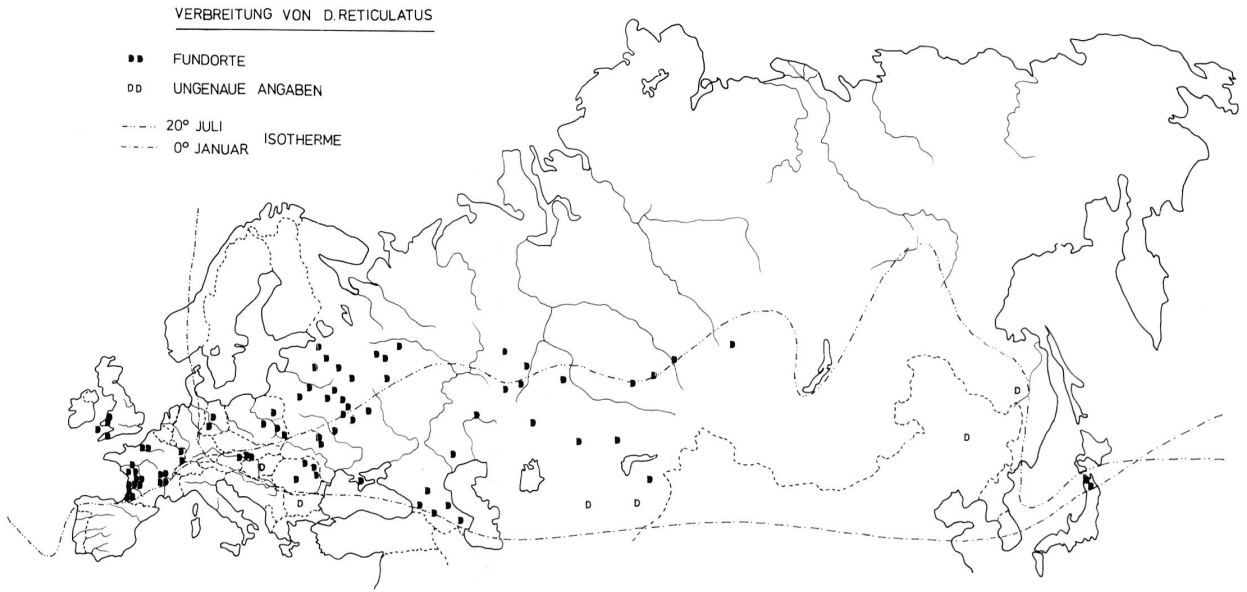 VERBREITUNG VON D. RETICULATUS
FUNDORTE
UNGENAUE ANGABEN
20° JULI
ISOTHERME
0° JANUAR